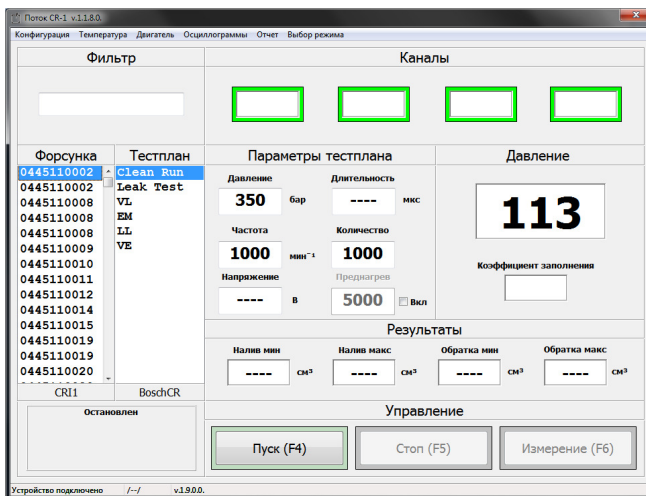 Поток CR-1 v.1.1.8.0.
Конфигурация Температура Двигатель Осциллограммы Отчет Выбор режима
Фильтр
Каналы
Форсунка
Тестплан
0445110002
0445110002
0445110008
0445110008
0445110008
0445110009
0445110010
0445110011
0445110012
0445110014
0445110015
0445110019
0445110019
0445110020
CRI1
Clean Run
Leak Test
VL
EM
LL
VE
BoschCR
Параметры тестплана
Давление
Длительность
350 бар
---- мкс
Частота
Количество
1000 мин⁻¹
1000
Напряжение
Преднагрев
---- В
5000 Вкл
Давление
113
Коэффициент заполнения
Результаты
Налив мин
Налив макс
Обратка мин
Обратка макс
---- см³
---- см³
---- см³
---- см³
Остановлен
Управление
Пуск (F4)
Стоп (F5)
Измерение (F6)
Устройство подключено /--/ v.1.9.0.0.